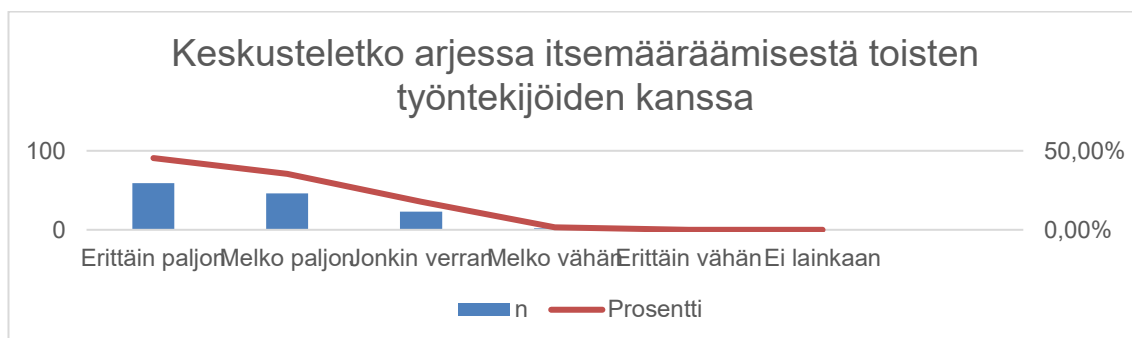 Keskusteletko arjessa itsemääräämisestä toisten
työntekijöiden kanssa
100
50,00%
0
0,00%
Erittäin paljon Melko paljon Jonkin verran Melko vähän Erittäin vähän Ei lainkaan
n Prosentti